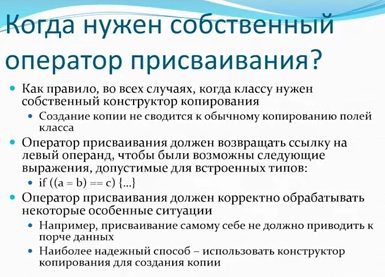 Когда нужен собственный
оператор присваивания?
Как правило, во всех случаях, когда классу нужен
собственный конструктор копирования
Создание копии не сводится к обычному копированию полей
класса
Оператор присваивания должен возвращать ссылку на
левый операнд, чтобы были возможны следующие
выражения, допустимые для встроенных типов:
if ((a = b) == c) {...}
Оператор присваивания должен корректно обрабатывать
некоторые особенные ситуации
Например, присваивание самому себе не должно приводить к
порче данных
Наиболее надежный способ – использовать конструктор
копирования для создания копии